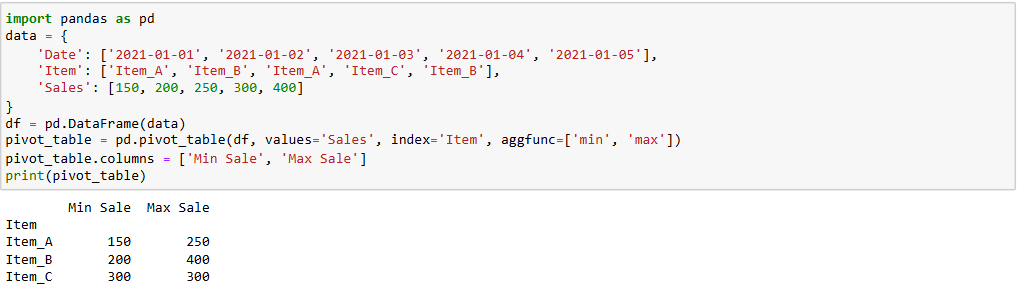 import pandas as pd
data = {
    'Date': ['2021-01-01', '2021-01-02', '2021-01-03', '2021-01-04', '2021-01-05'],
    'Item': ['Item_A', 'Item_B', 'Item_A', 'Item_C', 'Item_B'],
    'Sales': [150, 200, 250, 300, 400]
}
df = pd.DataFrame(data)
pivot_table = pd.pivot_table(df, values='Sales', index='Item', aggfunc=['min', 'max'])
pivot_table.columns = ['Min Sale', 'Max Sale']
print(pivot_table)
        Min Sale  Max Sale
Item
Item_A       150       250
Item_B       200       400
Item_C       300       300